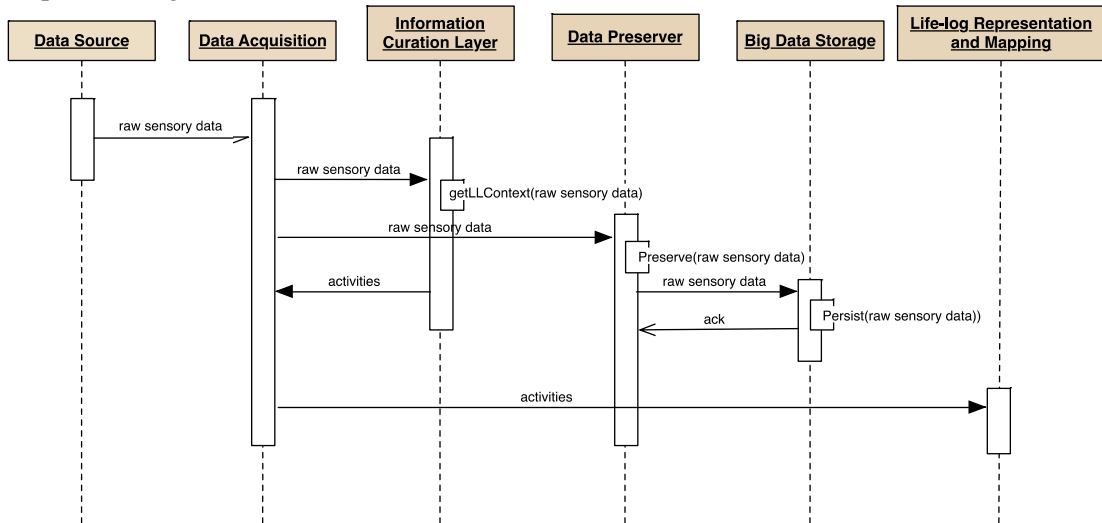 Data Source
Data Acquisition
Information
Curation Layer
Data Preserver
Big Data Storage
Life-log Representation
and Mapping
raw sensory data
raw sensory data
getLLContext(raw sensory data)
raw sensory data
Preserve(raw sensory data)
activities
raw sensory data
Persist(raw sensory data))
ack
activities